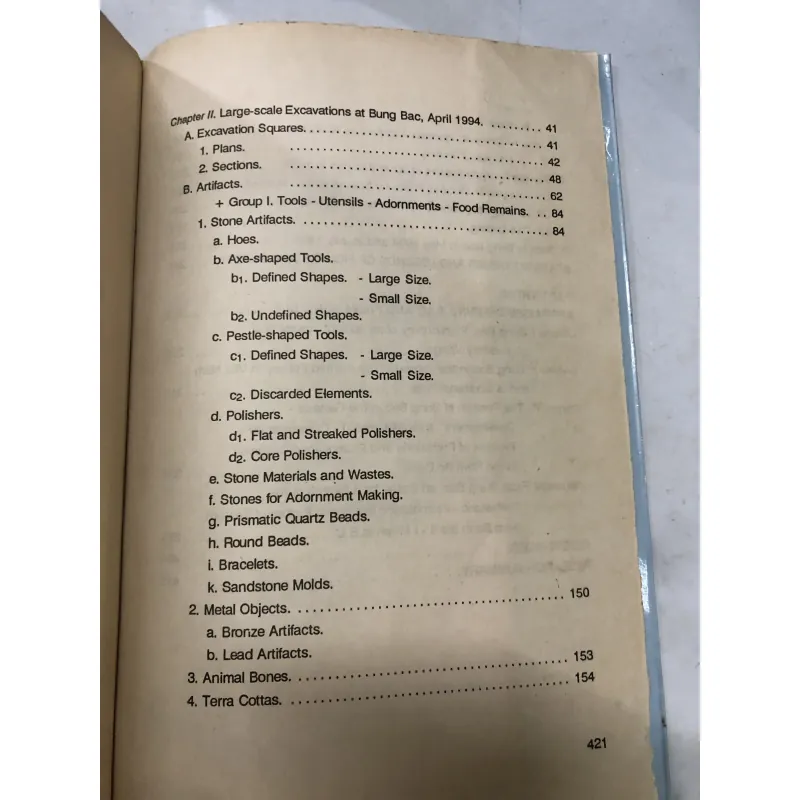 Chapter II. Large-scale Excavations at Bung Bac, April 1994. ......... 41
A. Excavation Squares. ........................................ 41
1. Plans. ........................................ 42
2. Sections. ........................................ 48
B. Artifacts. ........................................ 62
+ Group I. Tools - Utensils - Adornments - Food Remains. .. 84
1. Stone Artifacts. ........................................ 84
a. Hoes.
b. Axe-shaped Tools.
b1. Defined Shapes. - Large Size.
- Small Size.
b2. Undefined Shapes.
c. Pestle-shaped Tools.
c1. Defined Shapes. - Large Size.
- Small Size.
c2. Discarded Elements.
d. Polishers.
d1. Flat and Streaked Polishers.
d2. Core Polishers.
e. Stone Materials and Wastes.
f. Stones for Adornment Making.
g. Prismatic Quartz Beads.
h. Round Beads.
i. Bracelets.
k. Sandstone Molds.
2. Metal Objects. ........................................ 150
a. Bronze Artifacts.
b. Lead Artifacts.
3. Animal Bones. ........................................ 153
4. Terra Cottas. ........................................ 154
421